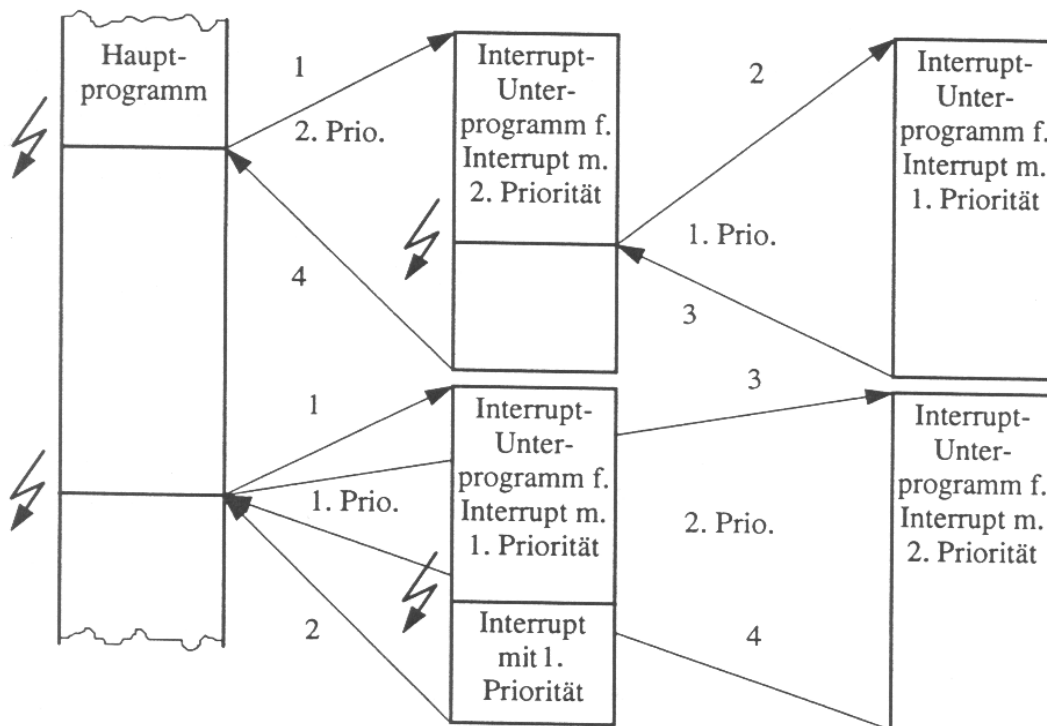 Haupt-
programm
1
2. Prio.
4
Interrupt-
Unter-
programm f.
Interrupt m.
2. Priorität
2
1. Prio.
3
Interrupt-
Unter-
programm f.
Interrupt m.
1. Priorität
1
1. Prio.
2
Interrupt-
Unter-
programm f.
Interrupt m.
1. Priorität
Interrupt
mit 1.
Priorität
3
2. Prio.
4
Interrupt-
Unter-
programm f.
Interrupt m.
2. Priorität